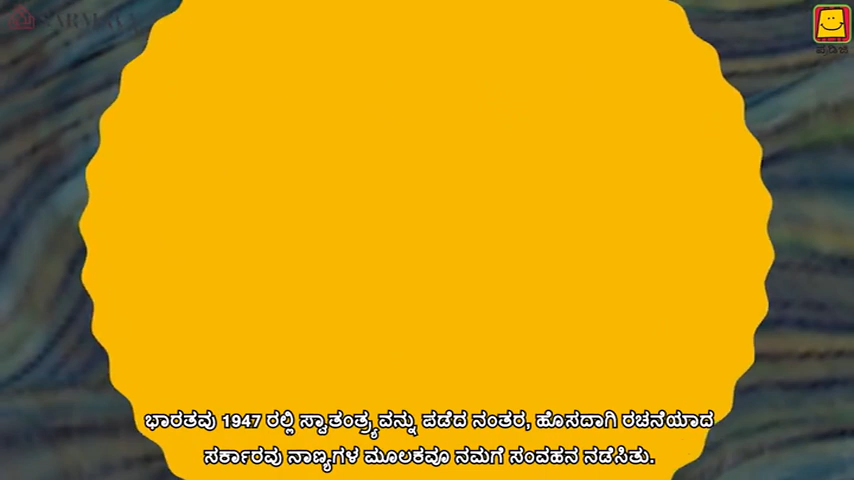 ಭಾರತವು 1947 ರಲ್ಲಿ ಸ್ವಾತಂತ್ರ್ಯವನ್ನು ಪಡೆದ ನಂತರ, ಹೊಸದಾಗಿ ರಚನೆಯಾದ
ಸರ್ಕಾರವು ನಾಣ್ಯಗಳ ಮೂಲಕವೂ ನಮಗೆ ಸಂವಹನ ನಡೆಸಿತು.